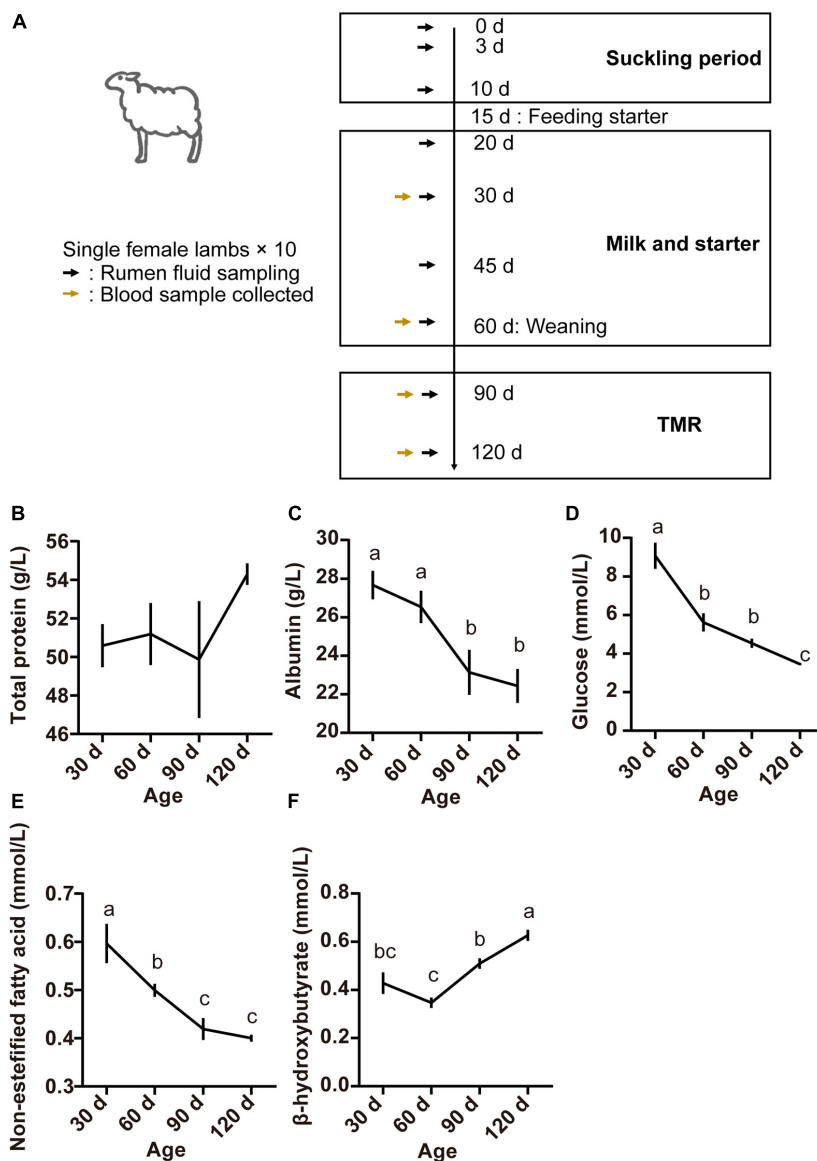 A
0 d
3 d
Suckling period
10 d
15 d : Feeding starter
20 d
30 d
Milk and starter
45 d
60 d: Weaning
90 d
TMR
120 d
Single female lambs × 10
: Rumen fluid sampling
: Blood sample collected
B
Total protein (g/L)
56
54
52
50
48
46
30 d
60 d
90 d
120 d
Age
C
Albumin (g/L)
30
28
26
24
22
20
a
a
b
b
30 d
60 d
90 d
120 d
Age
D
Glucose (mmol/L)
10
8
6
4
2
0
a
b
b
c
30 d
60 d
90 d
120 d
Age
E
Non-estefified fatty acid (mmol/L)
0.7
0.6
0.5
0.4
0.3
a
b
c
c
30 d
60 d
90 d
120 d
Age
F
β-hydroxybutyrate (mmol/L)
0.8
0.6
0.4
0.2
0.0
bc
c
b
a
30 d
60 d
90 d
120 d
Age